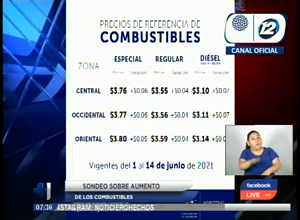 PRECIOS DE REFERENCIA DE
COMBUSTIBLES
12
CANAL OFICIAL
ZONA ESPECIAL REGULAR DIÉSEL
CENTRAL $3.76 +$0.06 $3.55 +$0.04 $3.10
OCCIDENTAL $3.77 +$0.06 $3.56 +$0.04 $3.11
ORIENTAL $3.80 +$0.05 $3.59 +$0.04 $3.14
Vigentes del 1 al 14 de junio de 2021
SONDEO SOBRE AUMENTO
DE LOS COMBUSTIBLES
facebook
LIVE
07:36 INSTAGRAM: NOTICIEROHECHOS